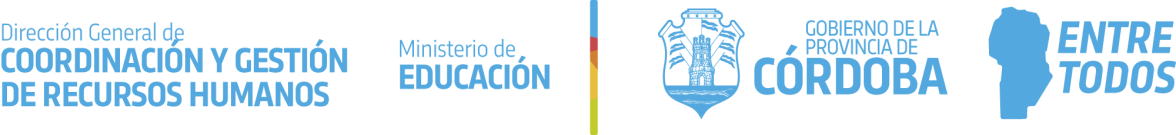 Dirección General de
COORDINACIÓN Y GESTIÓN
DE RECURSOS HUMANOS
Ministerio de
EDUCACIÓN
GOBIERNO DE LA
PROVINCIA DE
CÓRDOBA
ENTRE
TODOS